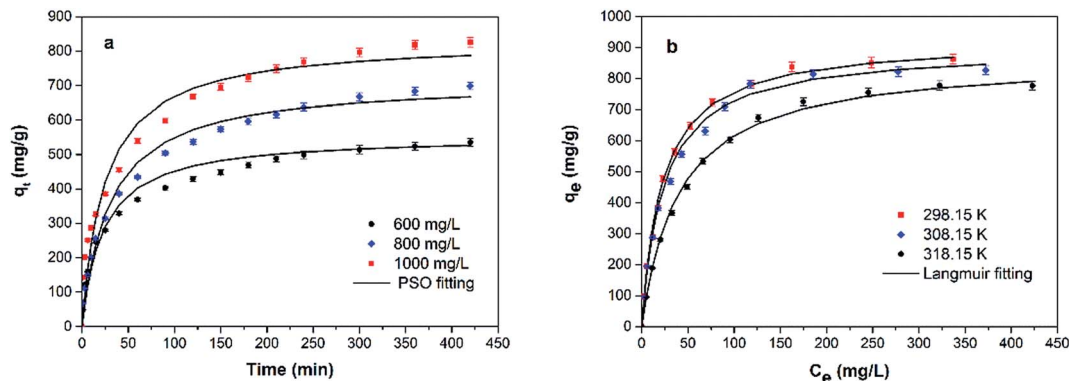 a
900
800
700
600
500
400
300
200
100
0
qt (mg/g)
0 50 100 150 200 250 300 350 400 450
Time (min)
600 mg/L
800 mg/L
1000 mg/L
PSO fitting
b
1000
900
800
700
600
500
400
300
200
100
0
qe (mg/g)
0 50 100 150 200 250 300 350 400 450
Ce (mg/L)
298.15 K
308.15 K
318.15 K
Langmuir fitting